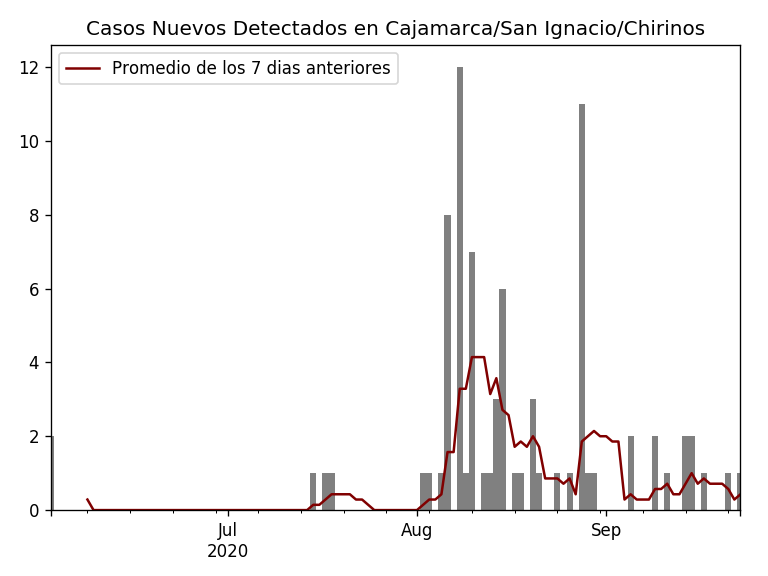 Casos Nuevos Detectados en Cajamarca/San Ignacio/Chirinos
Promedio de los 7 dias anteriores
12
10
8
6
4
2
0
Jul
2020
Aug
Sep